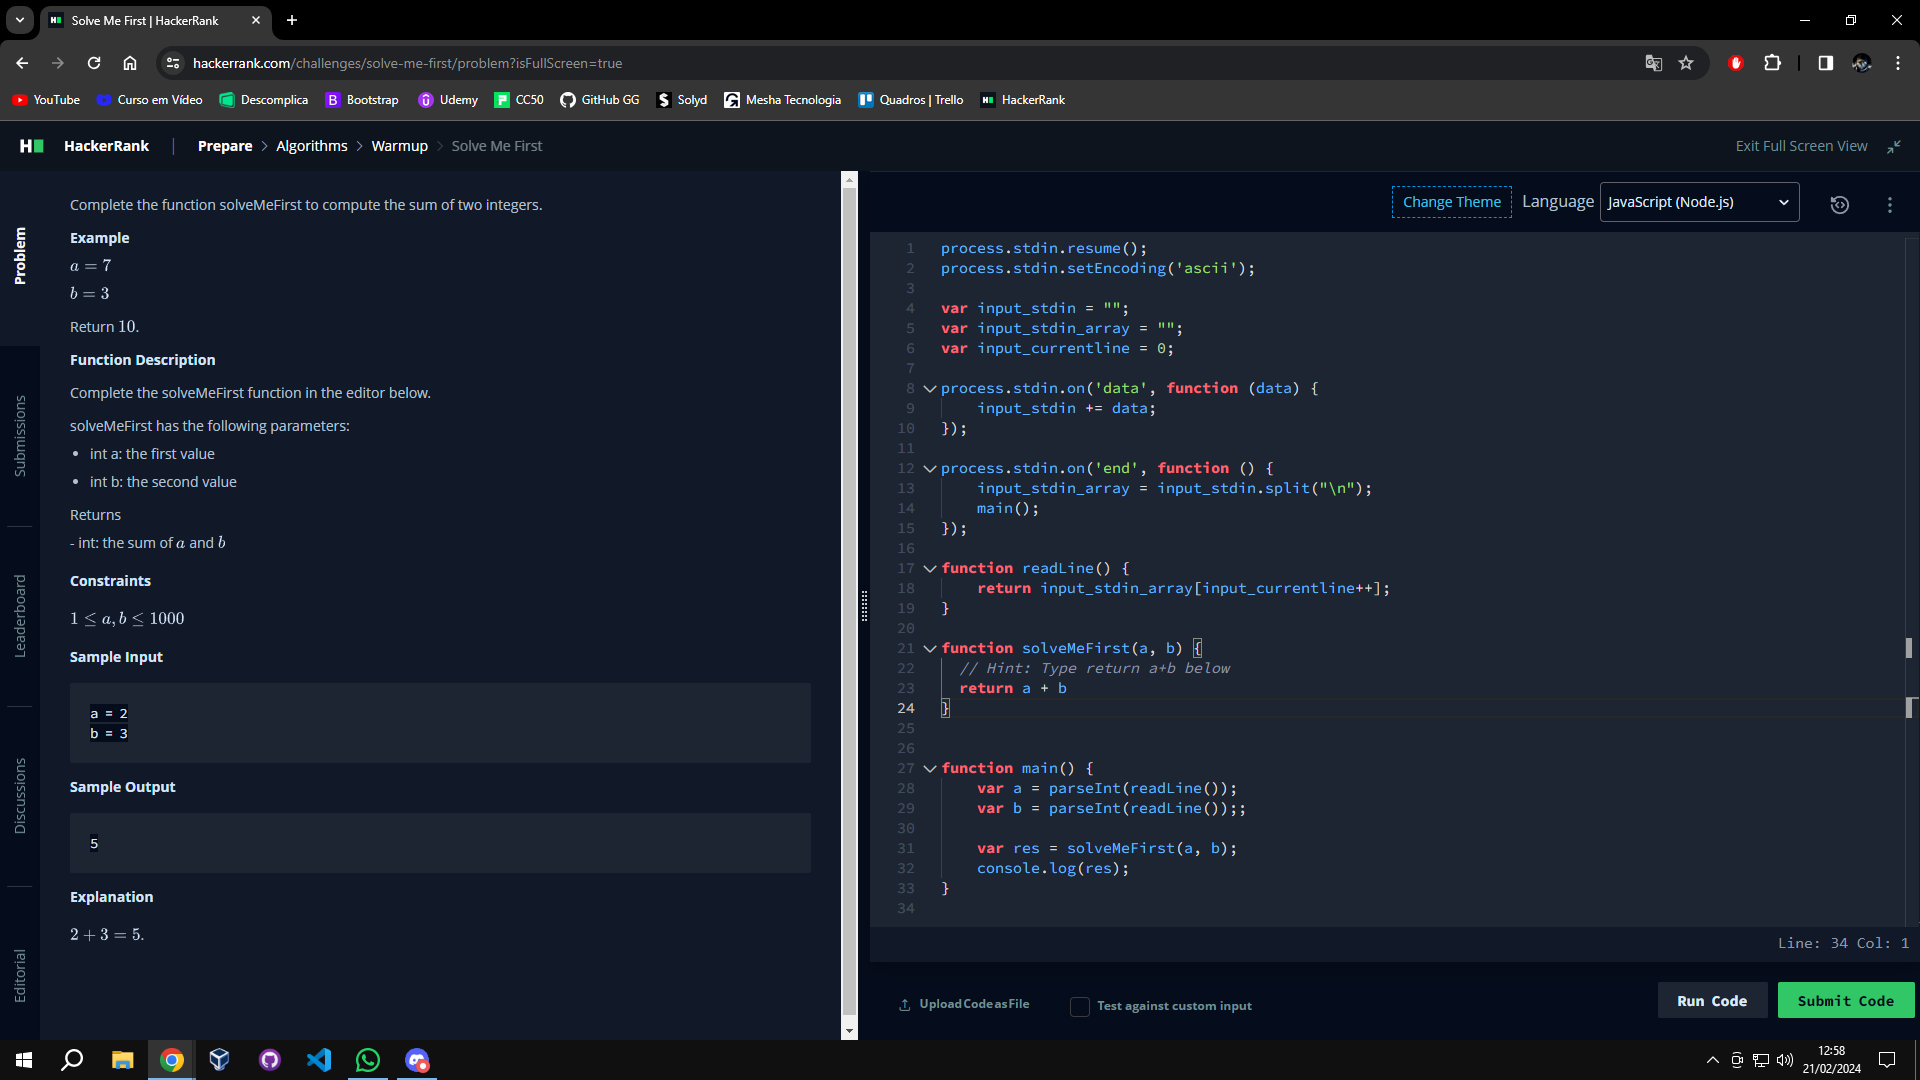 Solve Me First | HackerRank
hackerrank.com/challenges/solve-me-first/problem?isFullScreen=true
YouTube
Curso em Vídeo
Descomplica
Bootstrap
Udemy
CC50
GitHub GG
Solyd
Mesha Tecnologia
Quadros | Trello
HackerRank
HackerRank
Prepare > Algorithms > Warmup > Solve Me First
Exit Full Screen View
Problem
Submissions
Leaderboard
Discussions
Editorial
Complete the function solveMeFirst to compute the sum of two integers.
Example
a = 7
b = 3
Return 10.
Function Description
Complete the solveMeFirst function in the editor below.
solveMeFirst has the following parameters:
• int a: the first value
• int b: the second value
Returns
- int: the sum of a and b
Constraints
1 ≤ a, b ≤ 1000
Sample Input
a = 2
b = 3
Sample Output
5
Explanation
2 + 3 = 5.
Change Theme
Language
JavaScript (Node.js)
1 process.stdin.resume();
2 process.stdin.setEncoding('ascii');
3
4 var input_stdin = "";
5 var input_stdin_array = "";
6 var input_currentline = 0;
7
8 process.stdin.on('data', function (data) {
9     input_stdin += data;
10 });
11
12 process.stdin.on('end', function () {
13     input_stdin_array = input_stdin.split("\n");
14     main();
15 });
16
17 function readLine() {
18     return input_stdin_array[input_currentline++];
19 }
20
21 function solveMeFirst(a, b) {
22   // Hint: Type return a+b below
23   return a + b
24 }
25
26
27 function main() {
28     var a = parseInt(readLine());
29     var b = parseInt(readLine());;
30
31     var res = solveMeFirst(a, b);
32     console.log(res);
33 }
34
Line: 34 Col: 1
Upload Code as File
Test against custom input
Run Code
Submit Code
12:58
21/02/2024